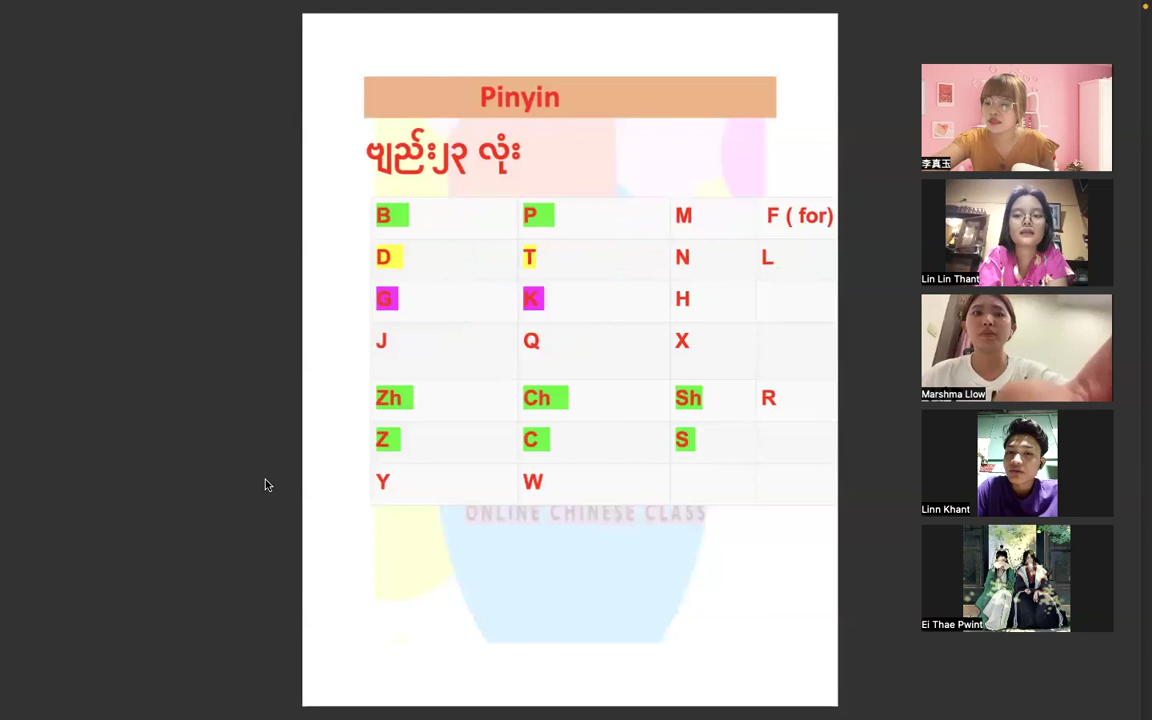 Pinyin
ဗျည်း၂၃ လုံး
B P M F ( for)
D T N L
G K H
J Q X
Zh Ch Sh R
Z C S
Y W
ONLINE CHINESE CLASS
李真玉
Lin Lin Thant
Marshma Llow
Linn Khant
Ei Thae Pwint